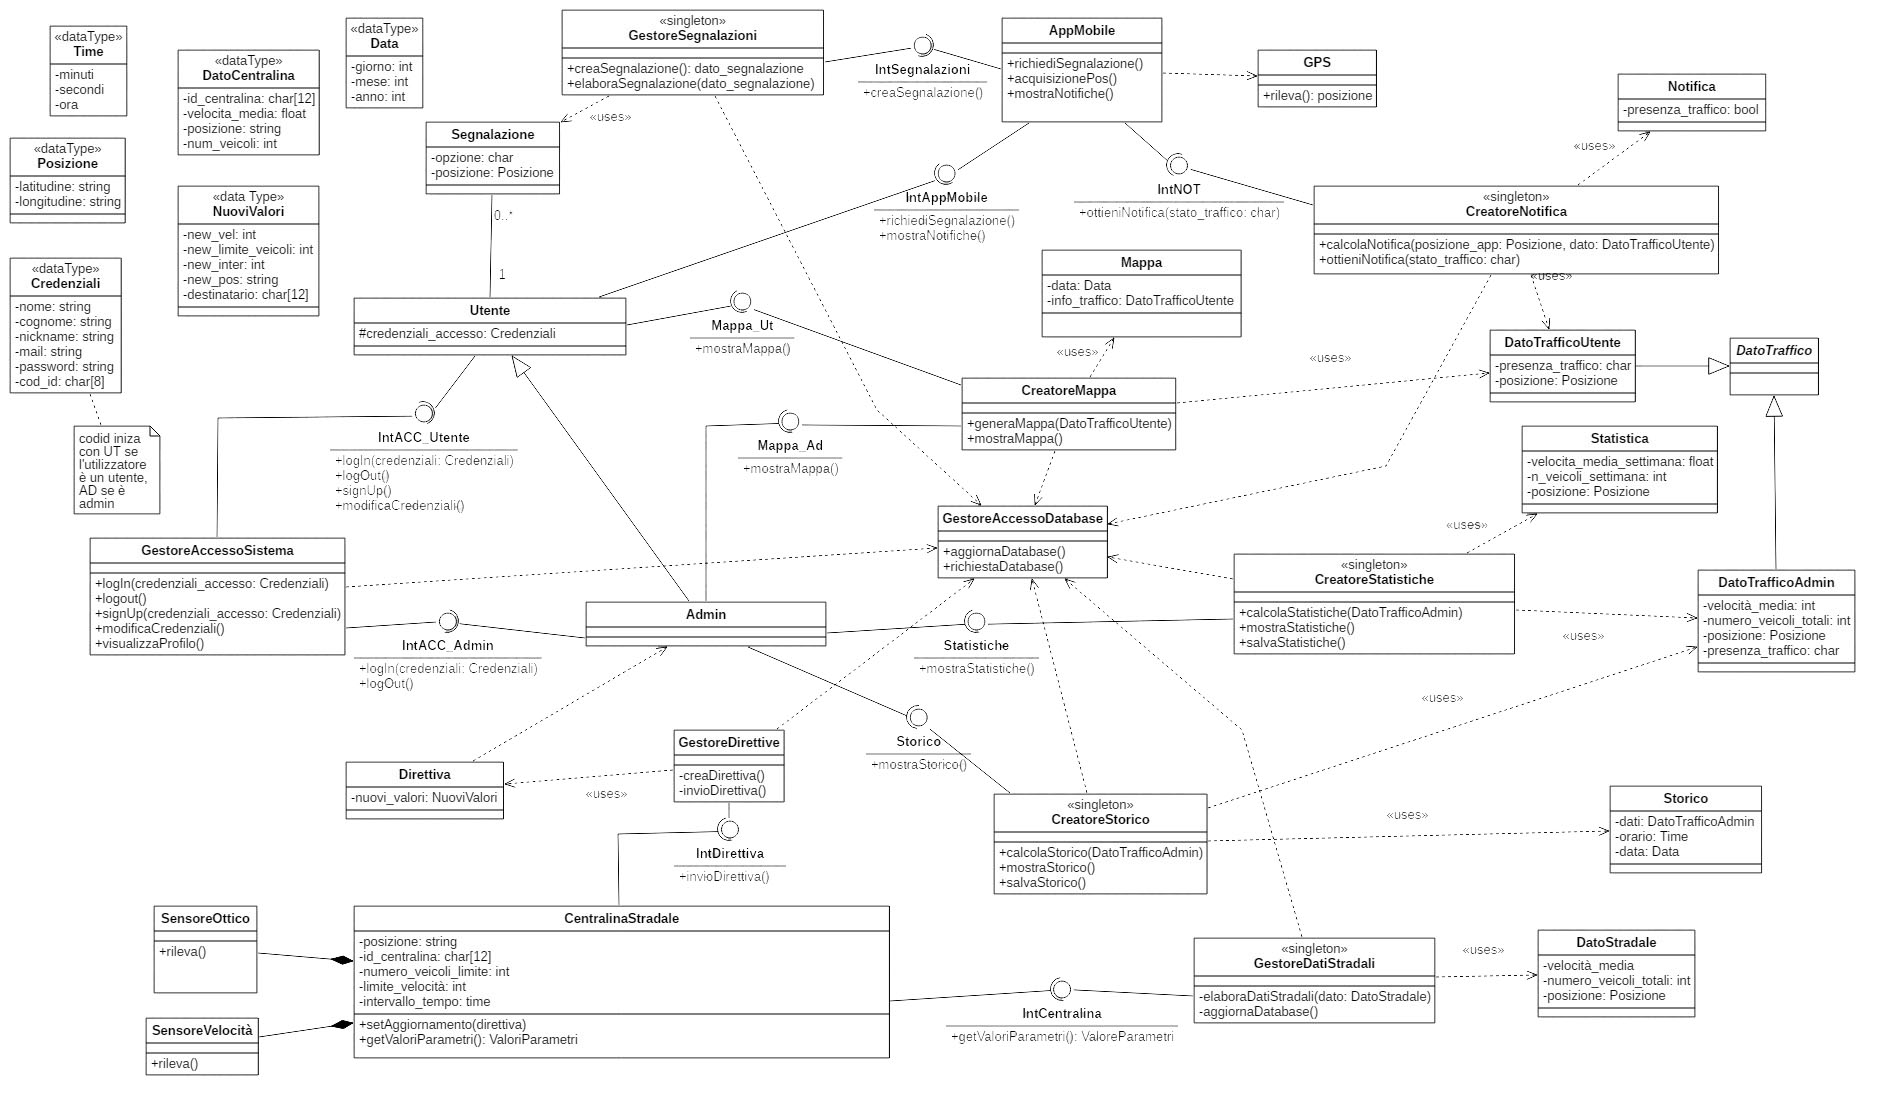 «dataType»
Time
-minuti
-secondi
-ora
«dataType»
DatoCentralina
-id_centralina: char[12]
-velocita_media: float
-posizione: string
-num_veicoli: int
«dataType»
Data
-giorno: int
-mese: int
-anno: int
«singleton»
GestoreSegnalazioni
+creaSegnalazione(): dato_segnalazione
+elaboraSegnalazione(dato_segnalazione)
IntSegnalazioni
+creaSegnalazione()
AppMobile
+richiediSegnalazione()
+acquisizionePos()
+mostraNotifiche()
GPS
+rileva(): posizione
Notifica
-presenza_traffico: bool
«uses»
«uses»
«dataType»
Posizione
-latitudine: string
-longitudine: string
Segnalazione
-opzione: char
-posizione: Posizione
0..*
1
IntAppMobile
+richiediSegnalazione()
+mostraNotifiche()
IntNOT
+ottieniNotifica(stato_traffico: char)
«singleton»
CreatoreNotifica
+calcolaNotifica(posizione_app: Posizione, dato: DatoTrafficoUtente)
+ottieniNotifica(stato_traffico: char)
«uses»
«data Type»
NuoviValori
-new_vel: int
-new_limite_veicoli: int
-new_inter: int
-new_pos: string
-destinatario: char[12]
«dataType»
Credenziali
-nome: string
-cognome: string
-nickname: string
-mail: string
-password: string
-cod_id: char[8]
codid iniza
con UT se
l'utilizzatore
è un utente,
AD se è
admin
Utente
#credenziali_accesso: Credenziali
Mappa_Ut
+mostraMappa()
Mappa
-data: Data
-info_traffico: DatoTrafficoUtente
«uses»
«uses»
DatoTrafficoUtente
-presenza_traffico: char
-posizione: Posizione
DatoTraffico
CreatoreMappa
+generaMappa(DatoTrafficoUtente)
+mostraMappa()
IntACC_Utente
+logIn(credenziali: Credenziali)
+logOut()
+signUp()
+modificaCredenziali()
Mappa_Ad
+mostraMappa()
Statistica
-velocita_media_settimana: float
-n_veicoli_settimana: int
-posizione: Posizione
«uses»
GestoreAccessoDatabase
+aggiornaDatabase()
+richiestaDatabase()
GestoreAccessoSistema
+logIn(credenziali_accesso: Credenziali)
+logout()
+signUp(credenziali_accesso: Credenziali)
+modificaCredenziali()
+visualizzaProfilo()
«singleton»
CreatoreStatistiche
+calcolaStatistiche(DatoTrafficoAdmin)
+mostraStatistiche()
+salvaStatistiche()
DatoTrafficoAdmin
-velocità_media: int
-numero_veicoli_totali: int
-posizione: Posizione
-presenza_traffico: char
«uses»
Admin
IntACC_Admin
+logIn(credenziali: Credenziali)
+logOut()
Statistiche
+mostraStatistiche()
«uses»
Storico
+mostraStorico()
GestoreDirettive
-creaDirettiva()
-invioDirettiva()
Direttiva
-nuovi_valori: NuoviValori
«uses»
«singleton»
CreatoreStorico
+calcolaStorico(DatoTrafficoAdmin)
+mostraStorico()
+salvaStorico()
«uses»
Storico
-dati: DatoTrafficoAdmin
-orario: Time
-data: Data
IntDirettiva
+invioDirettiva()
SensoreOttico
+rileva()
SensoreVelocità
+rileva()
CentralinaStradale
-posizione: string
-id_centralina: char[12]
-numero_veicoli_limite: int
-limite_velocità: int
-intervallo_tempo: time
+setAggiornamento(direttiva)
+getValoriParametri(): ValoriParametri
IntCentralina
+getValoriParametri(): ValoreParametri
«singleton»
GestoreDatiStradali
-elaboraDatiStradali(dato: DatoStradale)
-aggiornaDatabase()
«uses»
DatoStradale
-velocità_media
-numero_veicoli_totali: int
-posizione: Posizione